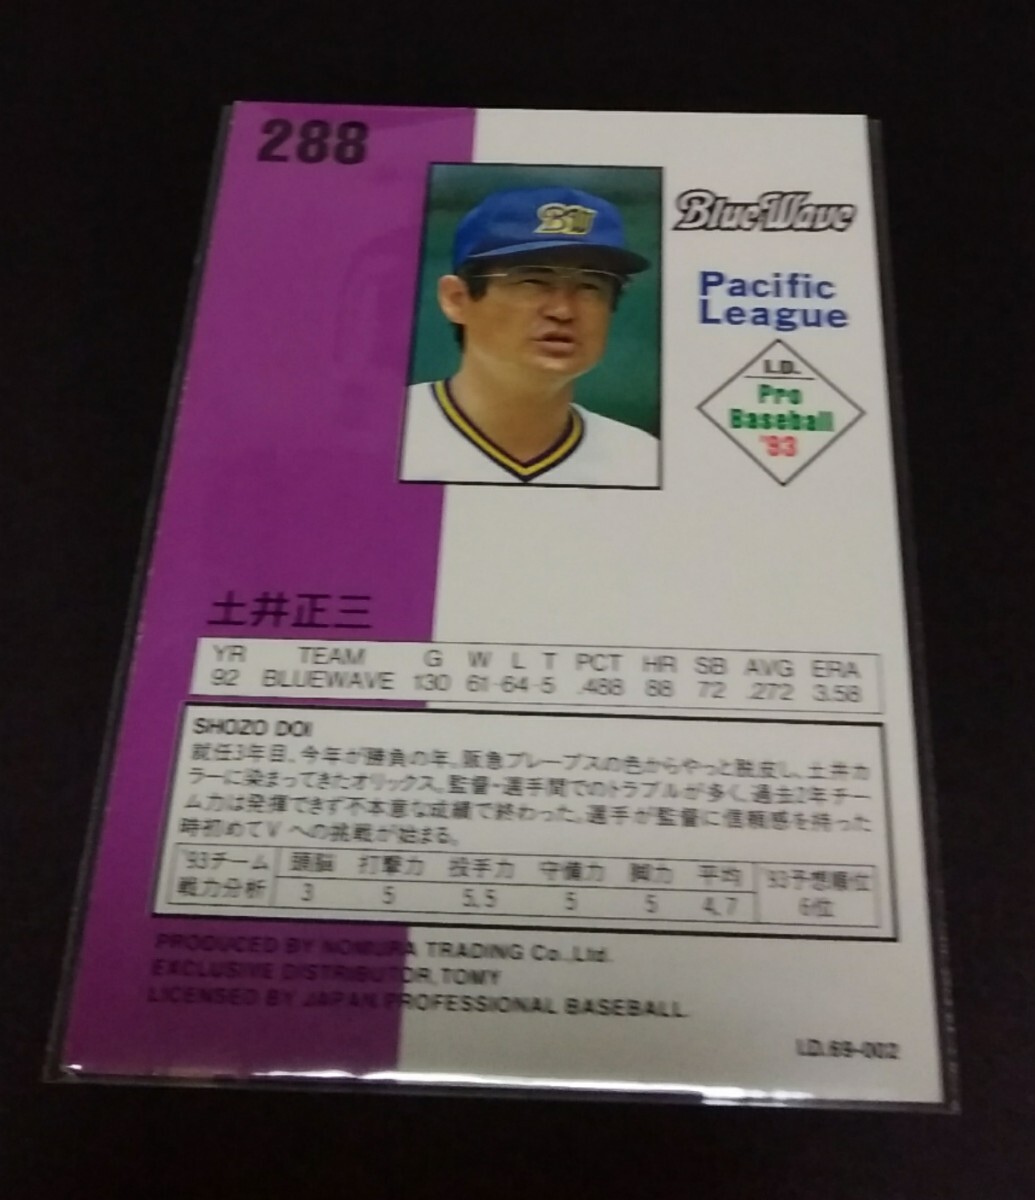 288
BW
BlueWave
Pacific
League
I.D.
Pro
Baseball
'93
土井正三
YR TEAM G W L T PCT HR SB AVG ERA
92 BLUEWAVE 130 61-64-5 .488 88 72 .272 3.58
SHOZO DOI
就任3年目、今年が勝負の年。阪急ブレーブスの色からやっと脱皮し、土井カ
ラーに染まってきたオリックス。監督・選手間でのトラブルが多く、過去2年チー
ム力は発揮できず不本意な成績で終わった。選手が監督に信頼感を持った
時初めてV への挑戦が始まる。
'93チーム 頭脳 打撃力 投手力 守備力 脚力 平均 '93予想順位
戦力分析 3 5 5.5 5 5 4.7 6位
PRODUCED BY NOMURA TRADING Co.,Ltd.
EXCLUSIVE DISTRIBUTOR, TOMY
LICENSED BY JAPAN PROFESSIONAL BASEBALL.
I.D.69-002